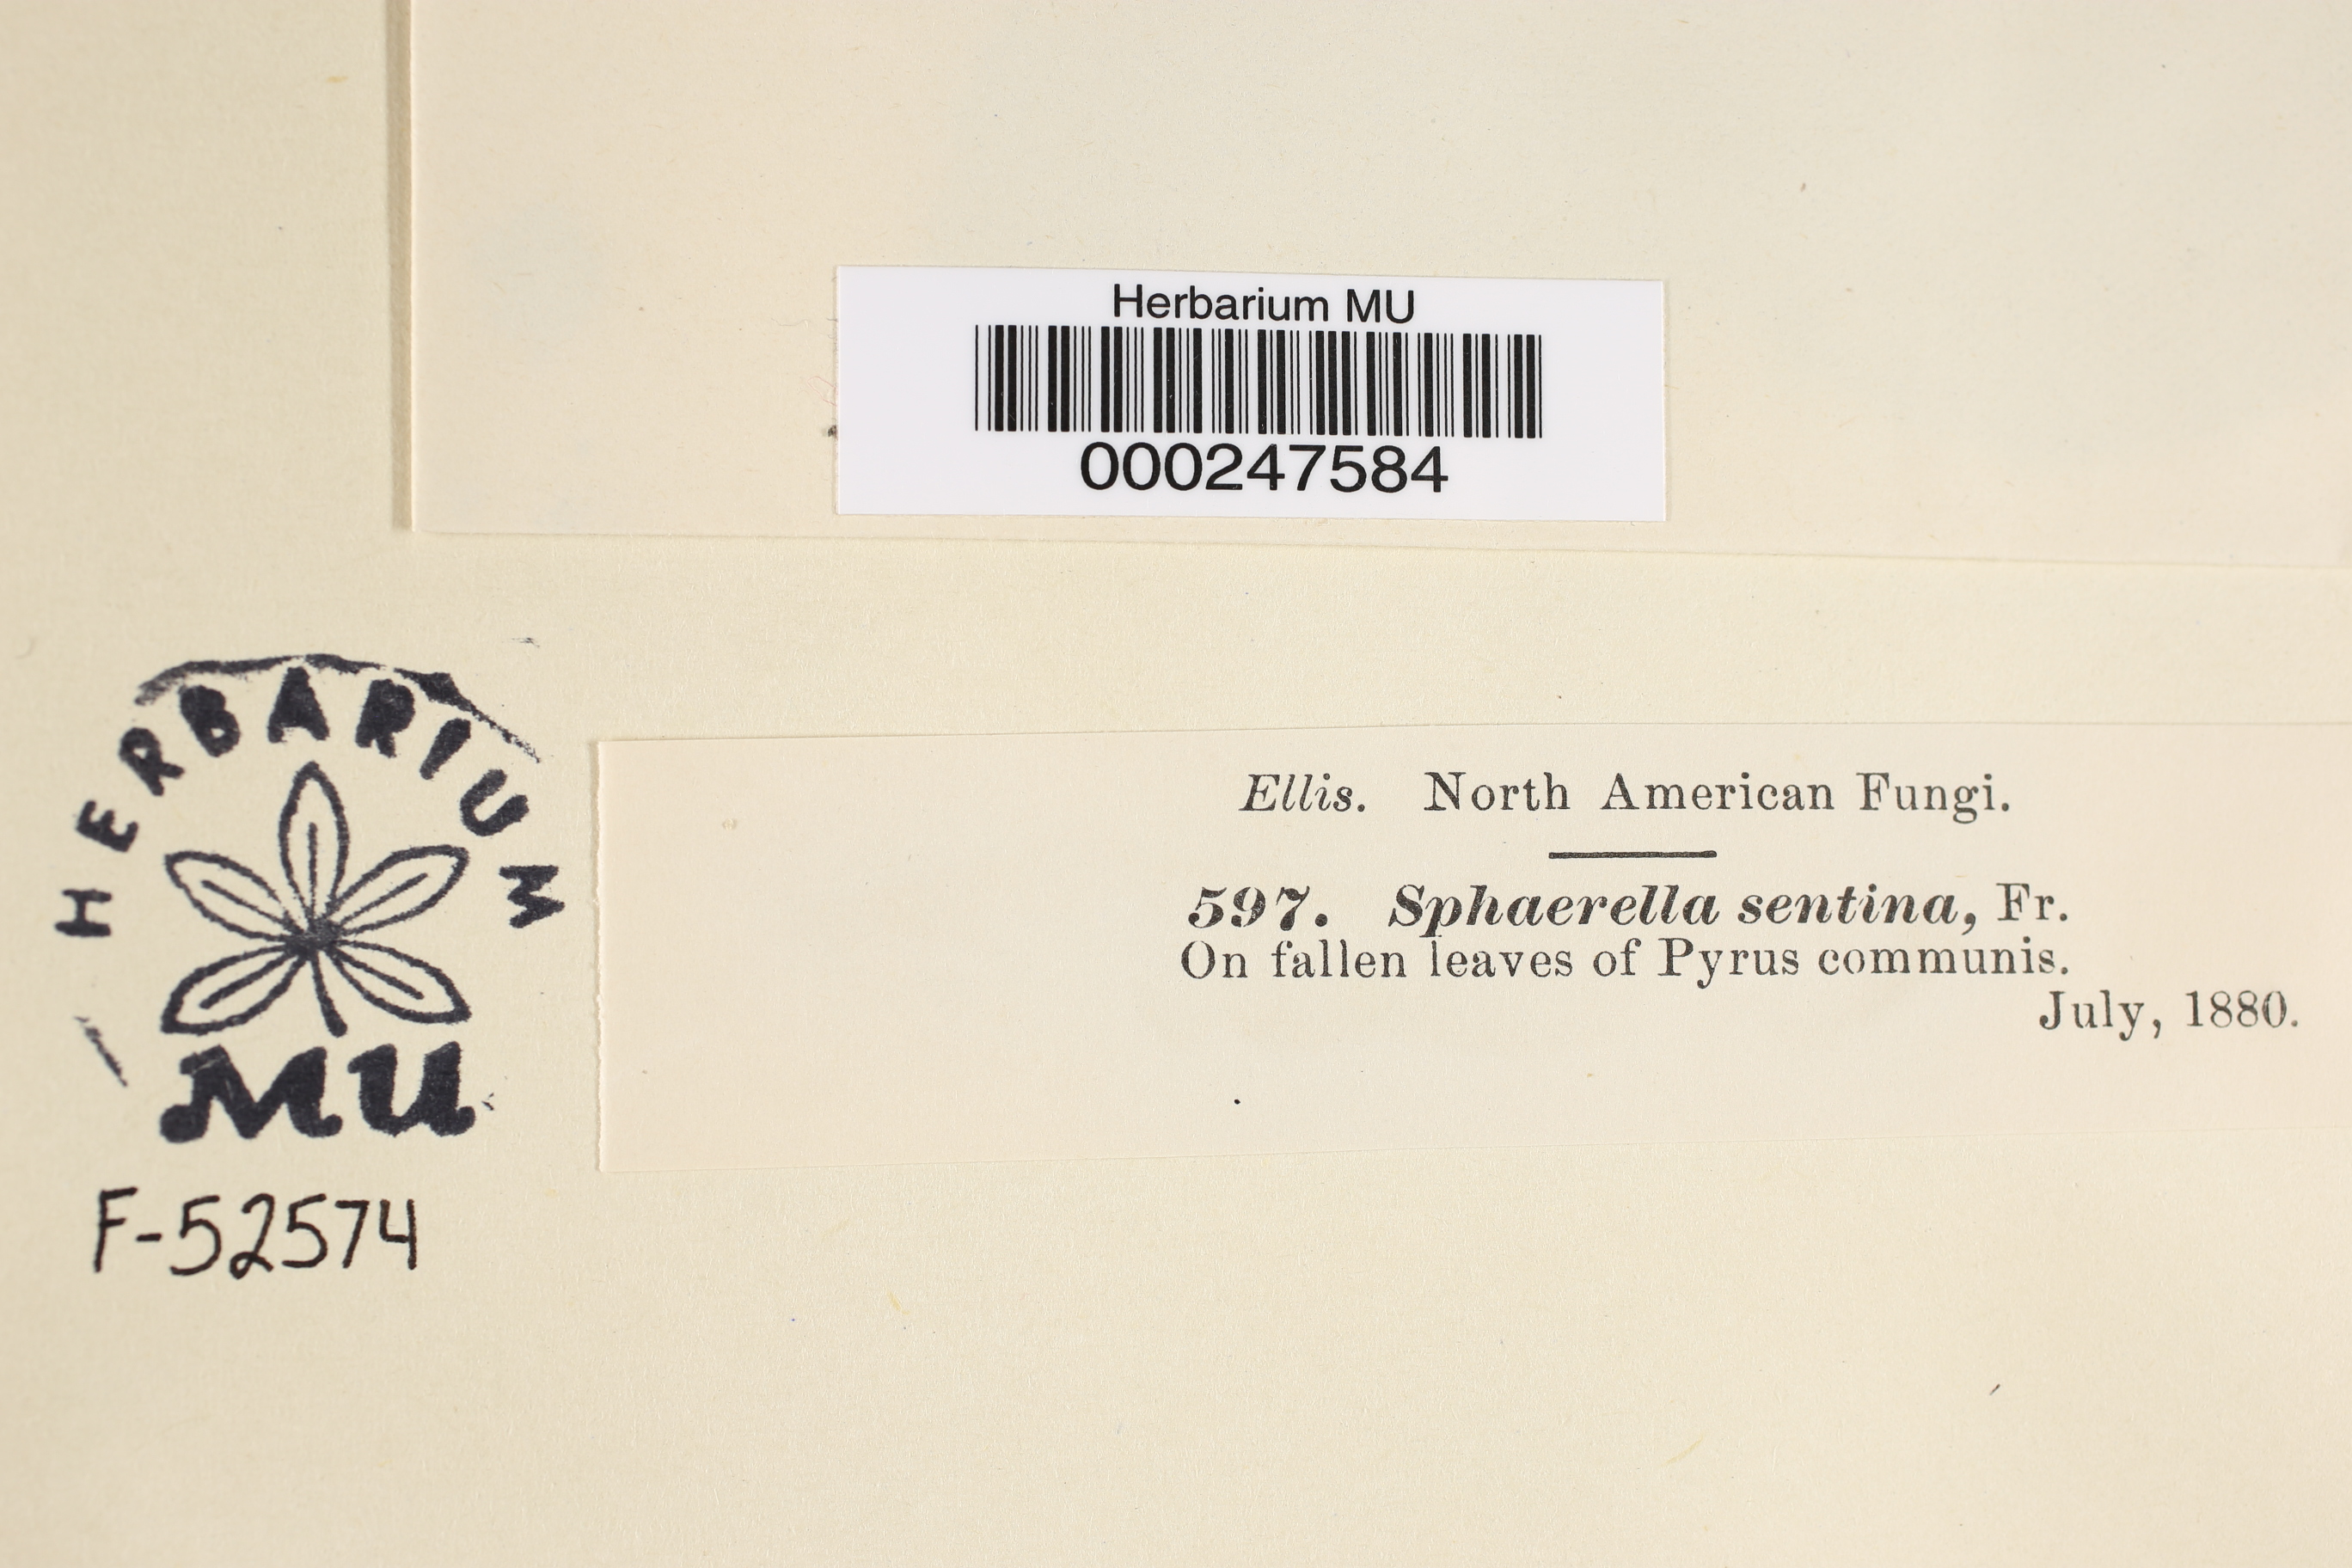 Herbarium MU
000247584
HERBARIUM
MU
F-52574
Ellis. North American Fungi.
597. Sphaerella sentina, Fr.
On fallen leaves of Pyrus communis.
July, 1880.